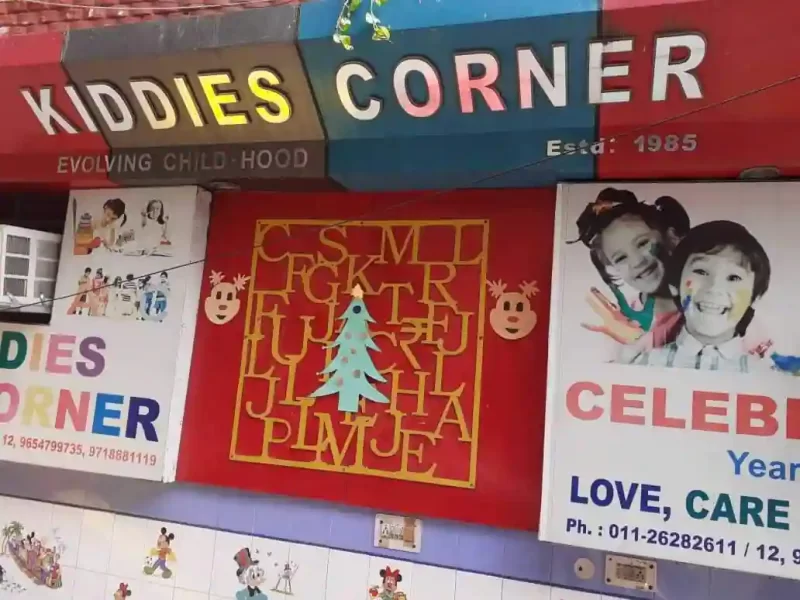 KIDDIES CORNER
EVOLVING CHILD-HOOD
Estd: 1985
DIES
ORNER
12, 9654799735, 9718881119
C S M L
F G K R
CELEB
Year
LOVE, CARE
Ph. : 011-26282611 / 12, 9